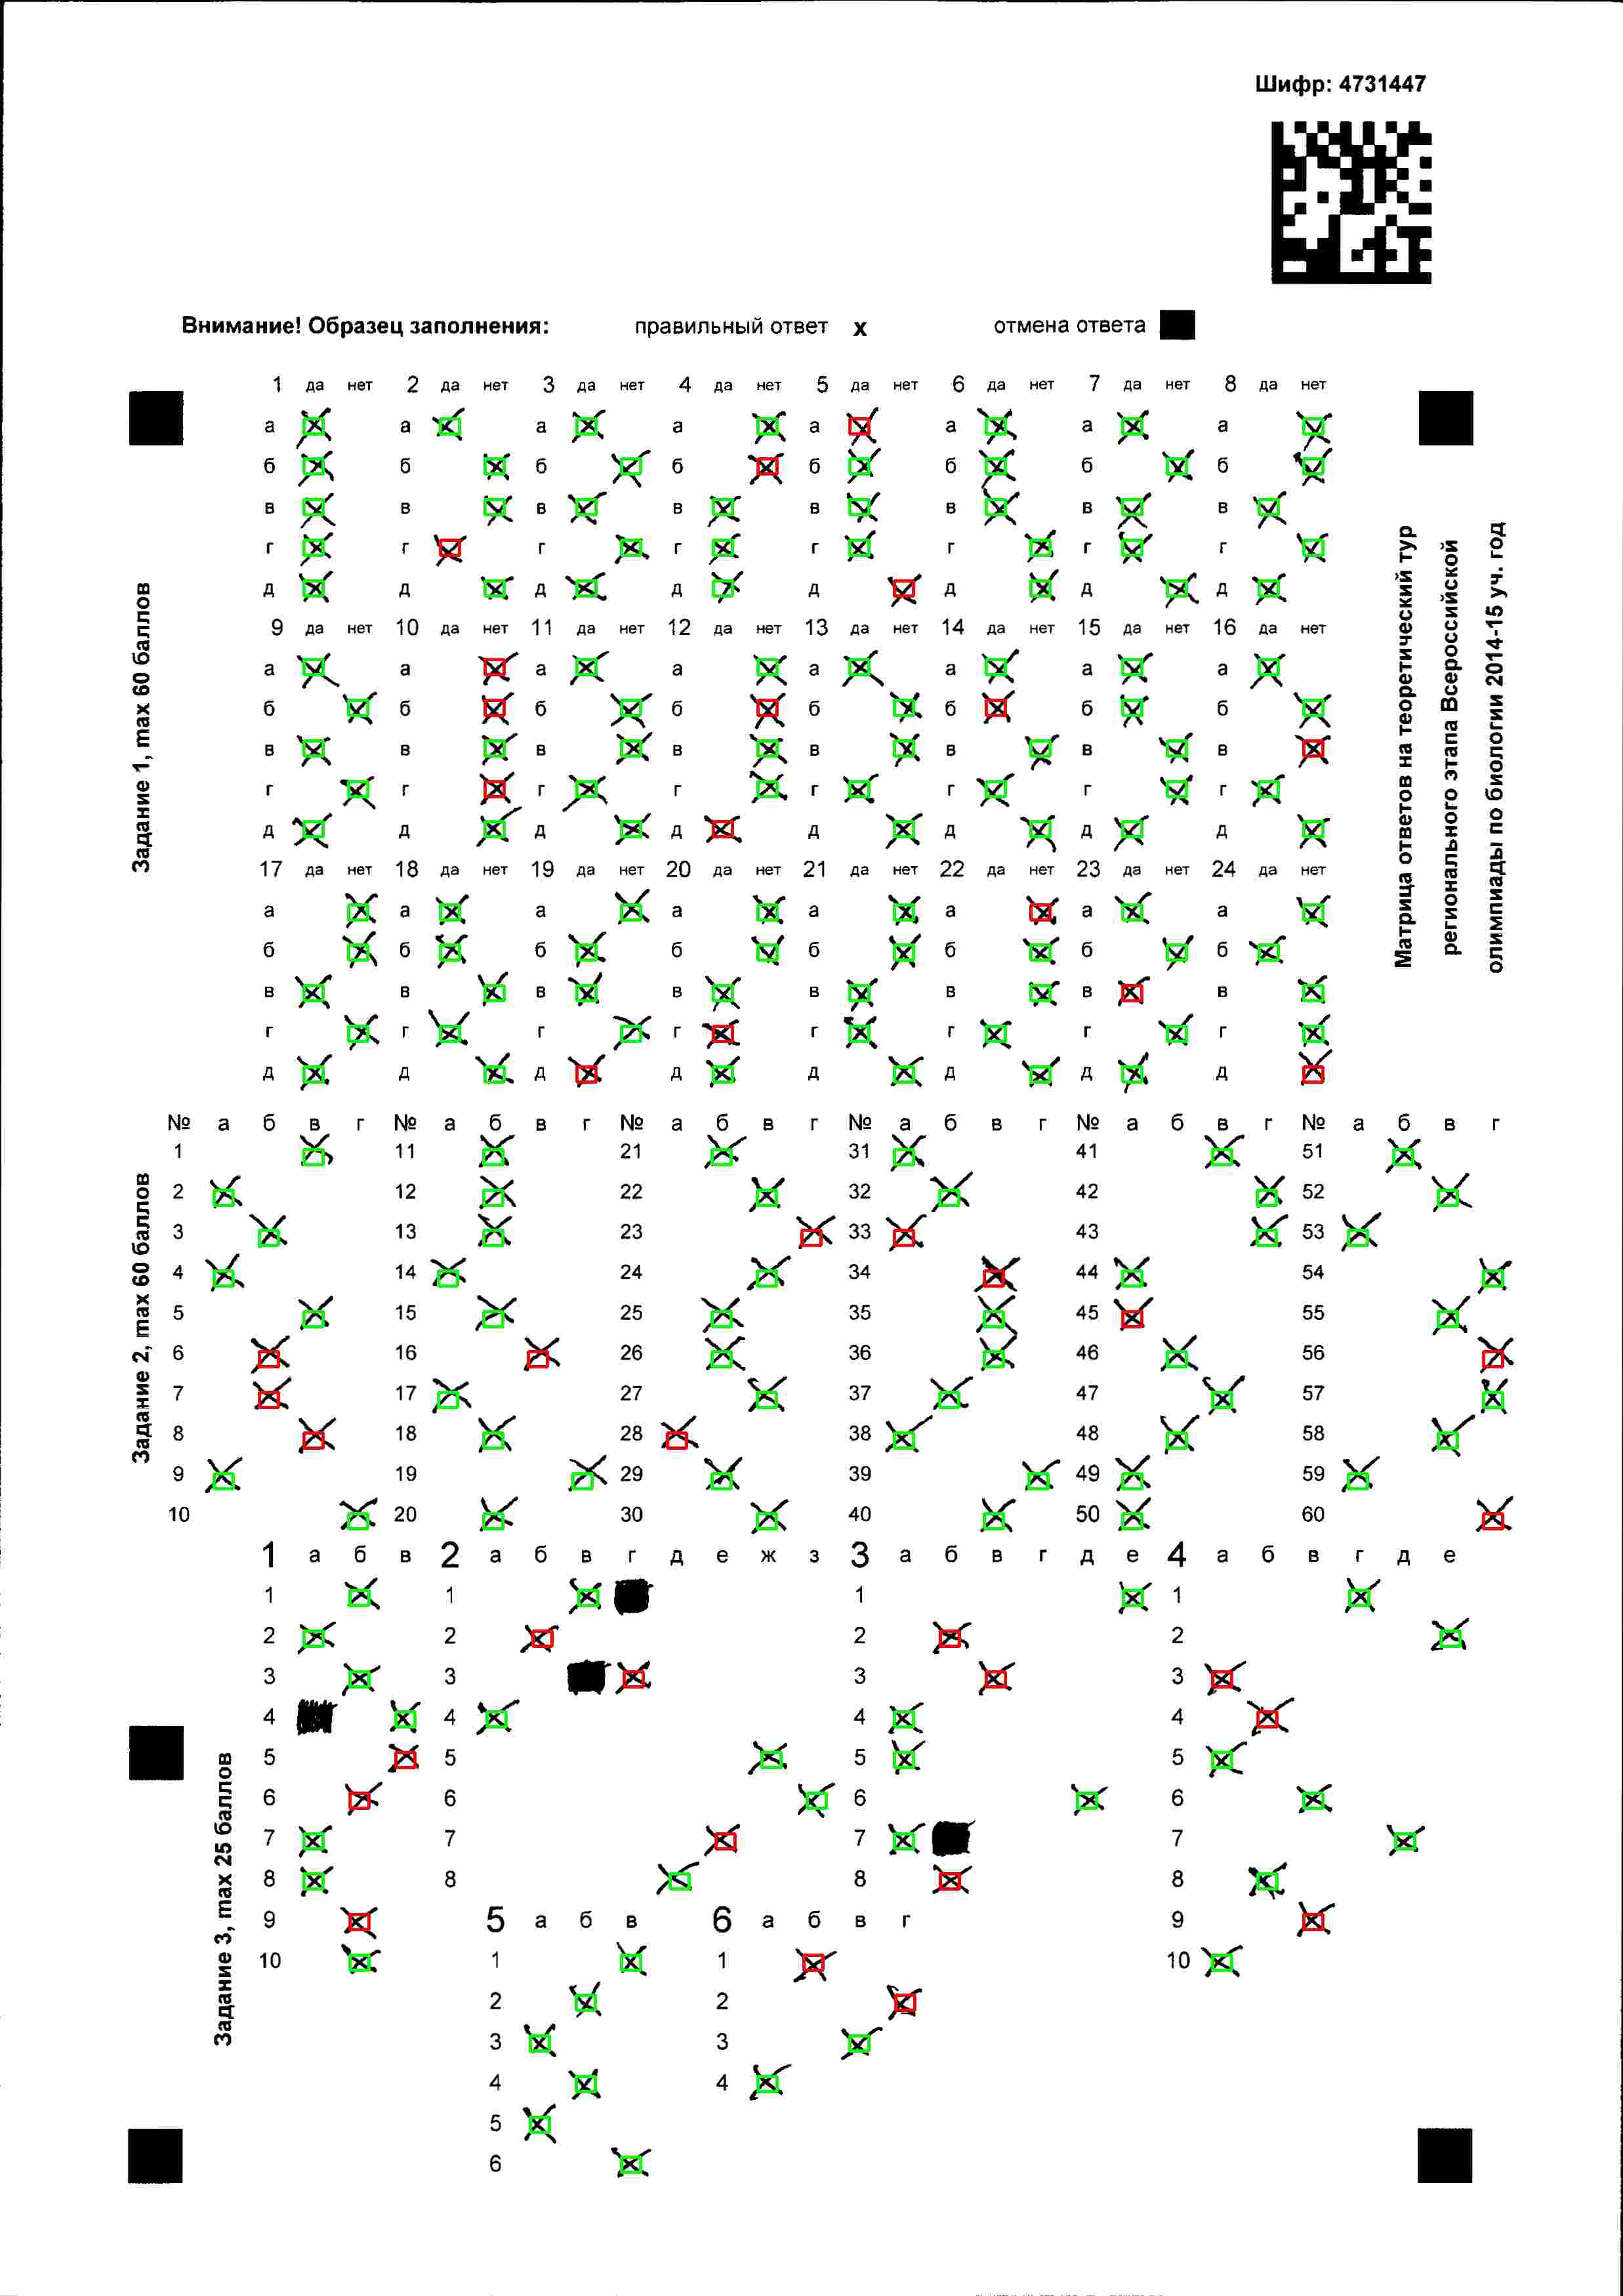 Шифр: 4731447
Внимание! Образец заполнения: правильный ответ х отмена ответа
Матрица ответов на теоретический тур
регионального этапа Всероссийской
олимпиады по биологии 2014-15 уч. год
Задание 1, max 60 баллов
1 да нет 2 да нет 3 да нет 4 да нет 5 да нет 6 да нет 7 да нет 8 да нет
а а а а а а а а
б б б б б б б б
в в в в в в в в
г г г г г г г г
д д д д д д д д
9 да нет 10 да нет 11 да нет 12 да нет 13 да нет 14 да нет 15 да нет 16 да нет
а а а а а а а а
б б б б б б б б
в в в в в в в в
г г г г г г г г
д д д д д д д д
17 да нет 18 да нет 19 да нет 20 да нет 21 да нет 22 да нет 23 да нет 24 да нет
а а а а а а а а
б б б б б б б б
в в в в в в в в
г г г г г г г г
д д д д д д д д
Задание 2, max 60 баллов
№ а б в г № а б в г № а б в г № а б в г № а б в г № а б в г
1 11 21 31 41 51
2 12 22 32 42 52
3 13 23 33 43 53
4 14 24 34 44 54
5 15 25 35 45 55
6 16 26 36 46 56
7 17 27 37 47 57
8 18 28 38 48 58
9 19 29 39 49 59
10 20 30 40 50 60
Задание 3, max 25 баллов
1 а б в 2 а б в г д е ж з 3 а б в г д е 4 а б в г д е
1 1 1 1
2 2 2 2
3 3 3 3
4 4 4 4
5 5 5 5
6 6 6 6
7 7 7 7
8 8 8 8
9 5 а б в 6 а б в г 9
10 1 1 10
2 2
3 3
4 4
5
6